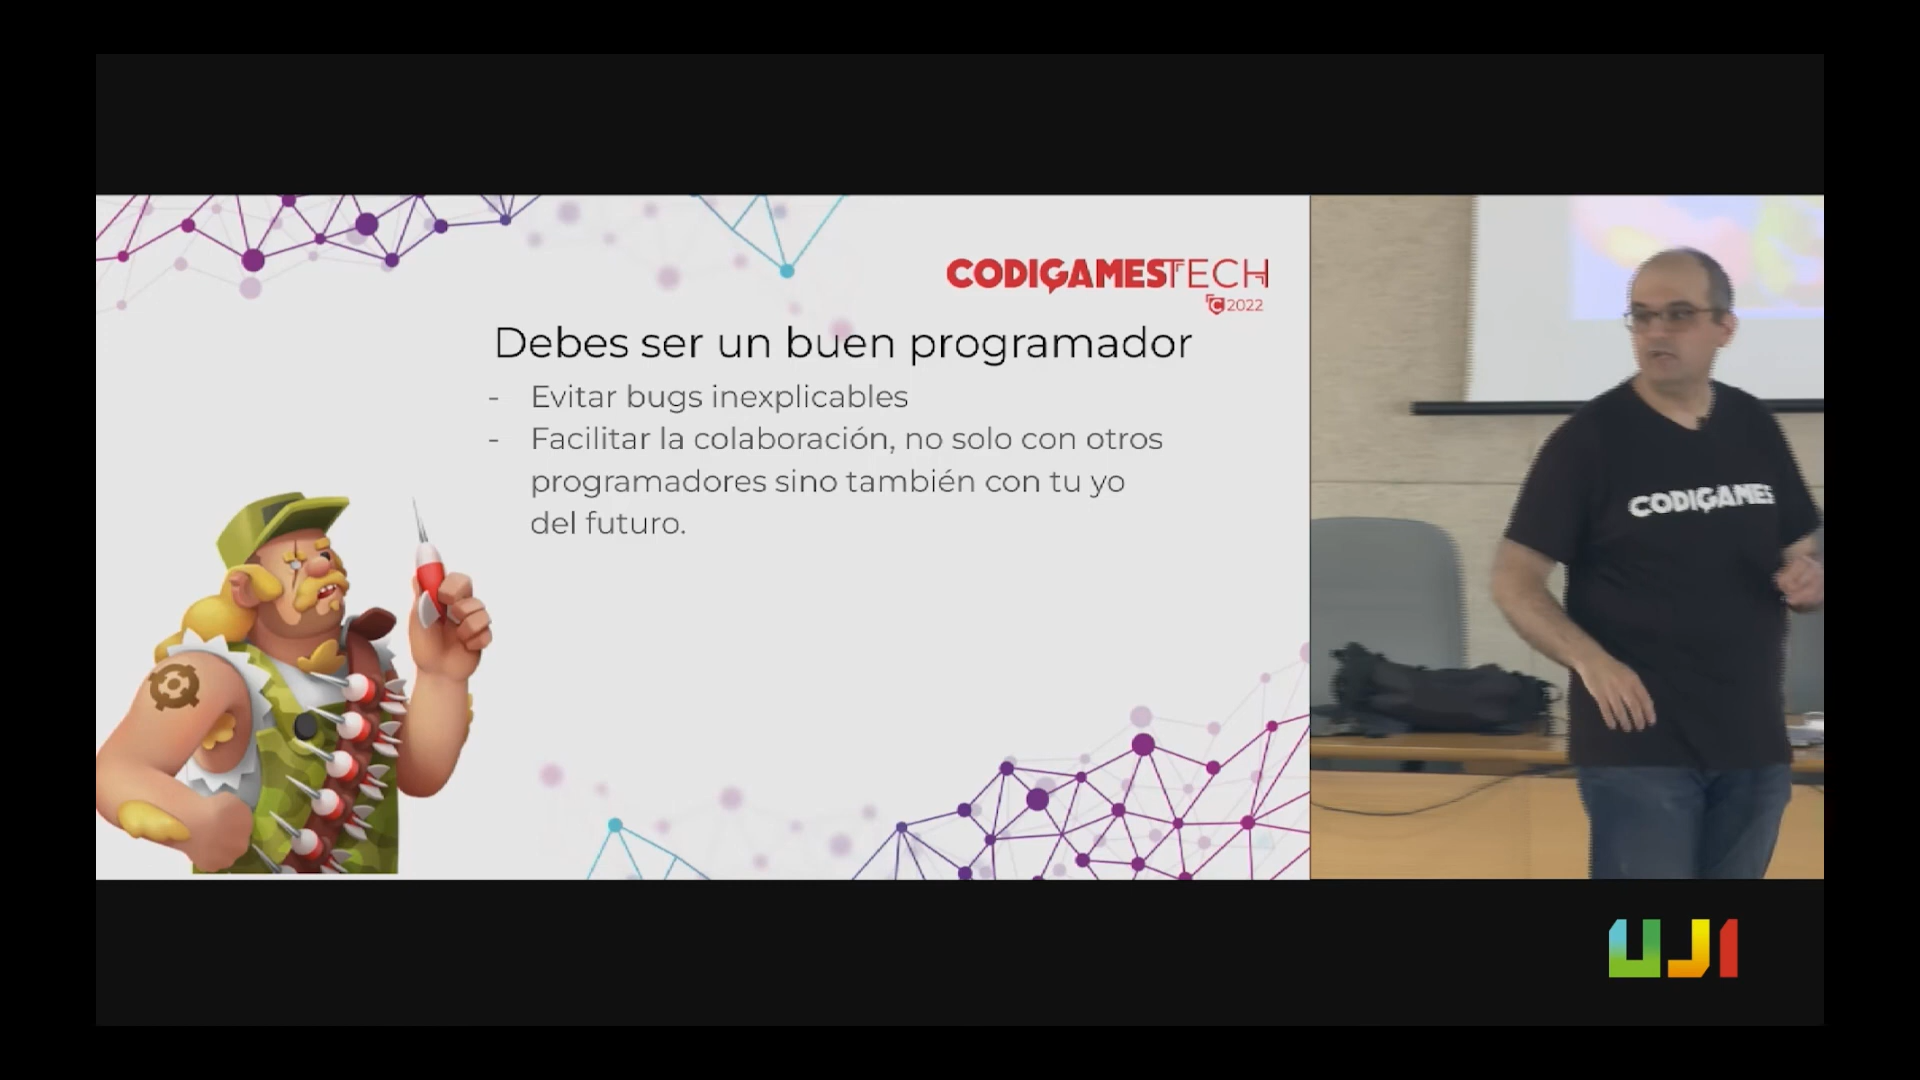 CODIGAMESTECH
C 2022
Debes ser un buen programador
- Evitar bugs inexplicables
- Facilitar la colaboración, no solo con otros
programadores sino también con tu yo
del futuro.
CODIGAMES
UJI